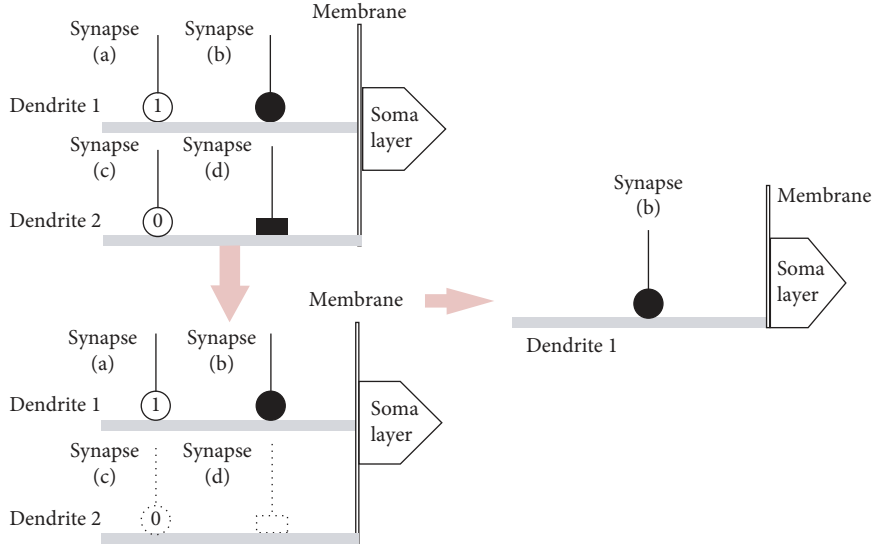 Membrane
Synapse
(a)
Synapse
(b)
Dendrite 1
1
Soma
layer
Synapse
(c)
Synapse
(d)
Dendrite 2
0
Synapse
(b)
Membrane
Soma
layer
Dendrite 1
Membrane
Synapse
(a)
Synapse
(b)
Dendrite 1
1
Soma
layer
Synapse
(c)
Synapse
(d)
Dendrite 2
0